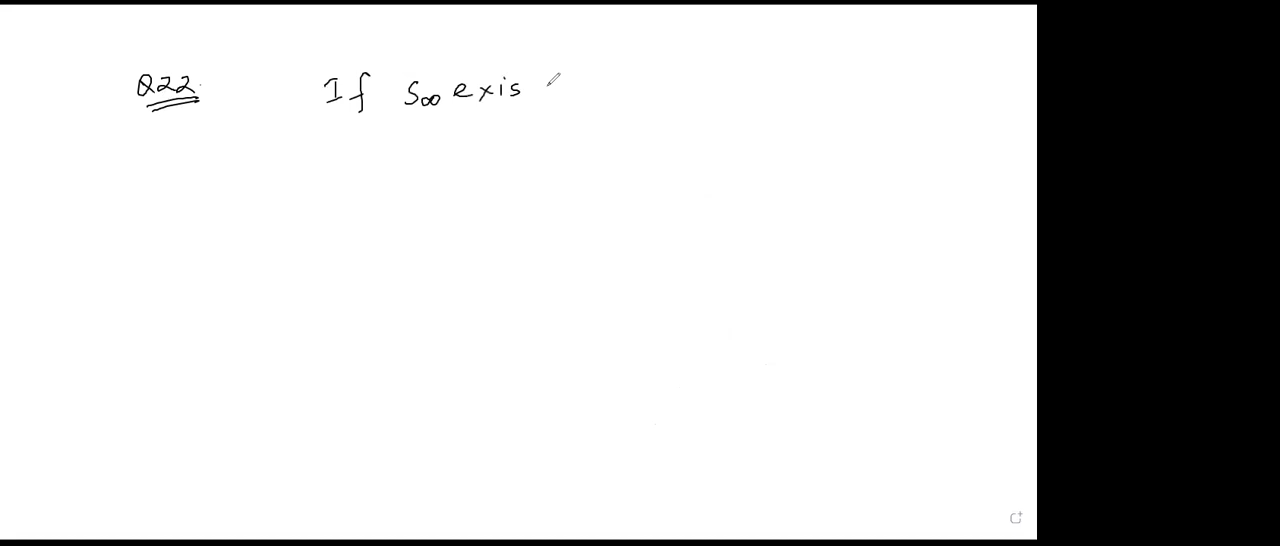 Q22. If S∞ exis